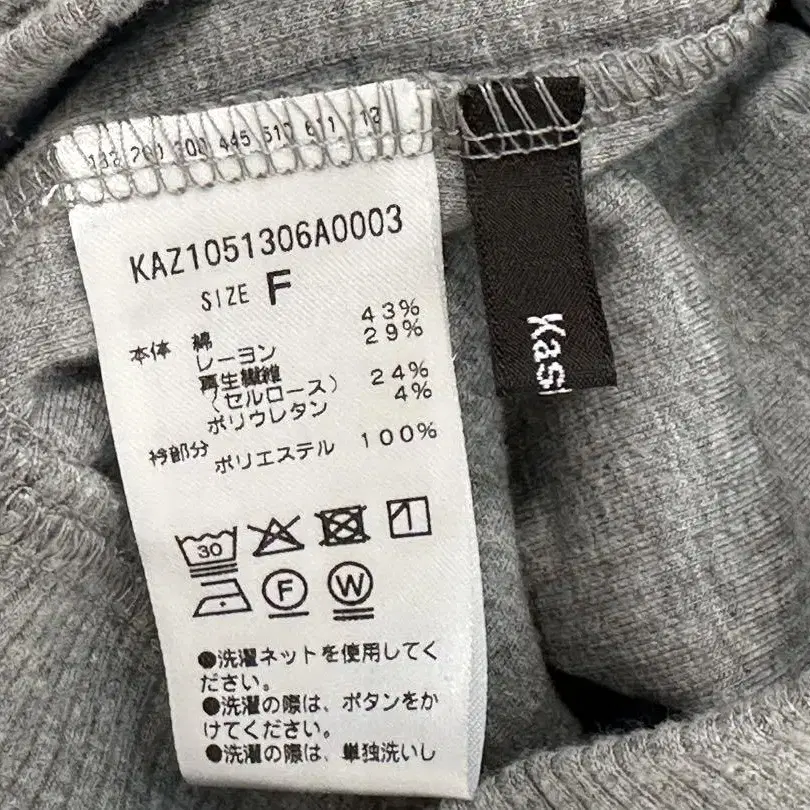 KAZ1051306A0003
SIZE F
本体 綿 43%
レーヨン 29%
再生繊維
(セルロース) 24%
ポリウレタン 4%
衿部分 ポリエステル 100%
30
F W
●洗濯ネットを使用してく
ださい。
●洗濯の際は、ボタンをか
けてください。
●洗濯の際は、単独洗いし
Kas